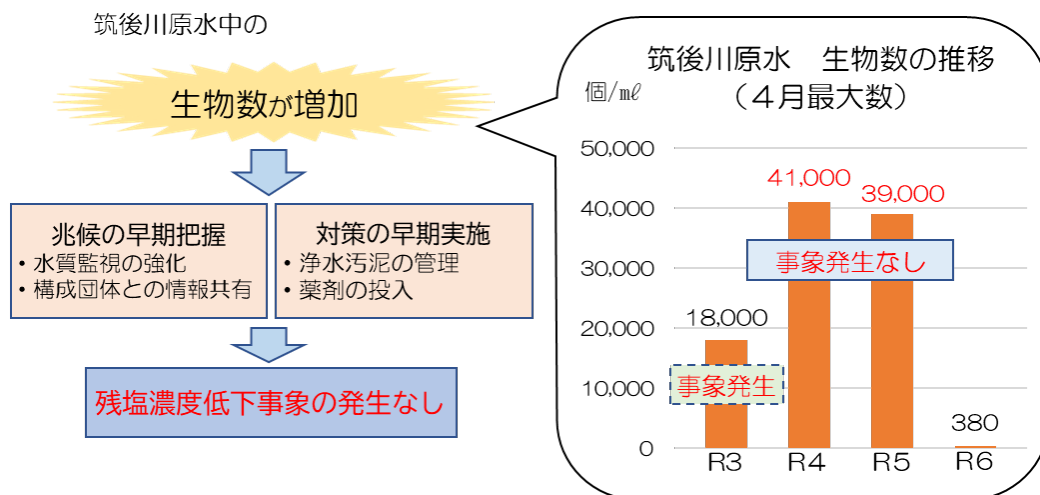 筑後川原水中の
生物数が増加
兆候の早期把握
・水質監視の強化
・構成団体との情報共有
対策の早期実施
・浄水汚泥の管理
・薬剤の投入
残塩濃度低下事象の発生なし
筑後川原水　生物数の推移
（４月最大数）
個/㎖
50,000
40,000
30,000
20,000
10,000
0
18,000
41,000
39,000
380
事象発生なし
事象発生
R3
R4
R5
R6